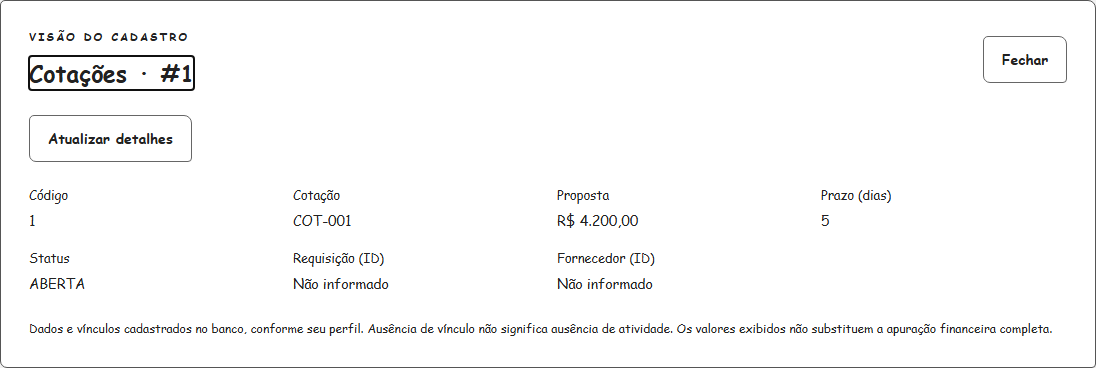 VISÃO DO CADASTRO
Cotações · #1
Fechar
Atualizar detalhes
Código
Cotação
Proposta
Prazo (dias)
1
COT-001
R$ 4.200,00
5
Status
Requisição (ID)
Fornecedor (ID)
ABERTA
Não informado
Não informado
Dados e vínculos cadastrados no banco, conforme seu perfil. Ausência de vínculo não significa ausência de atividade. Os valores exibidos não substituem a apuração financeira completa.